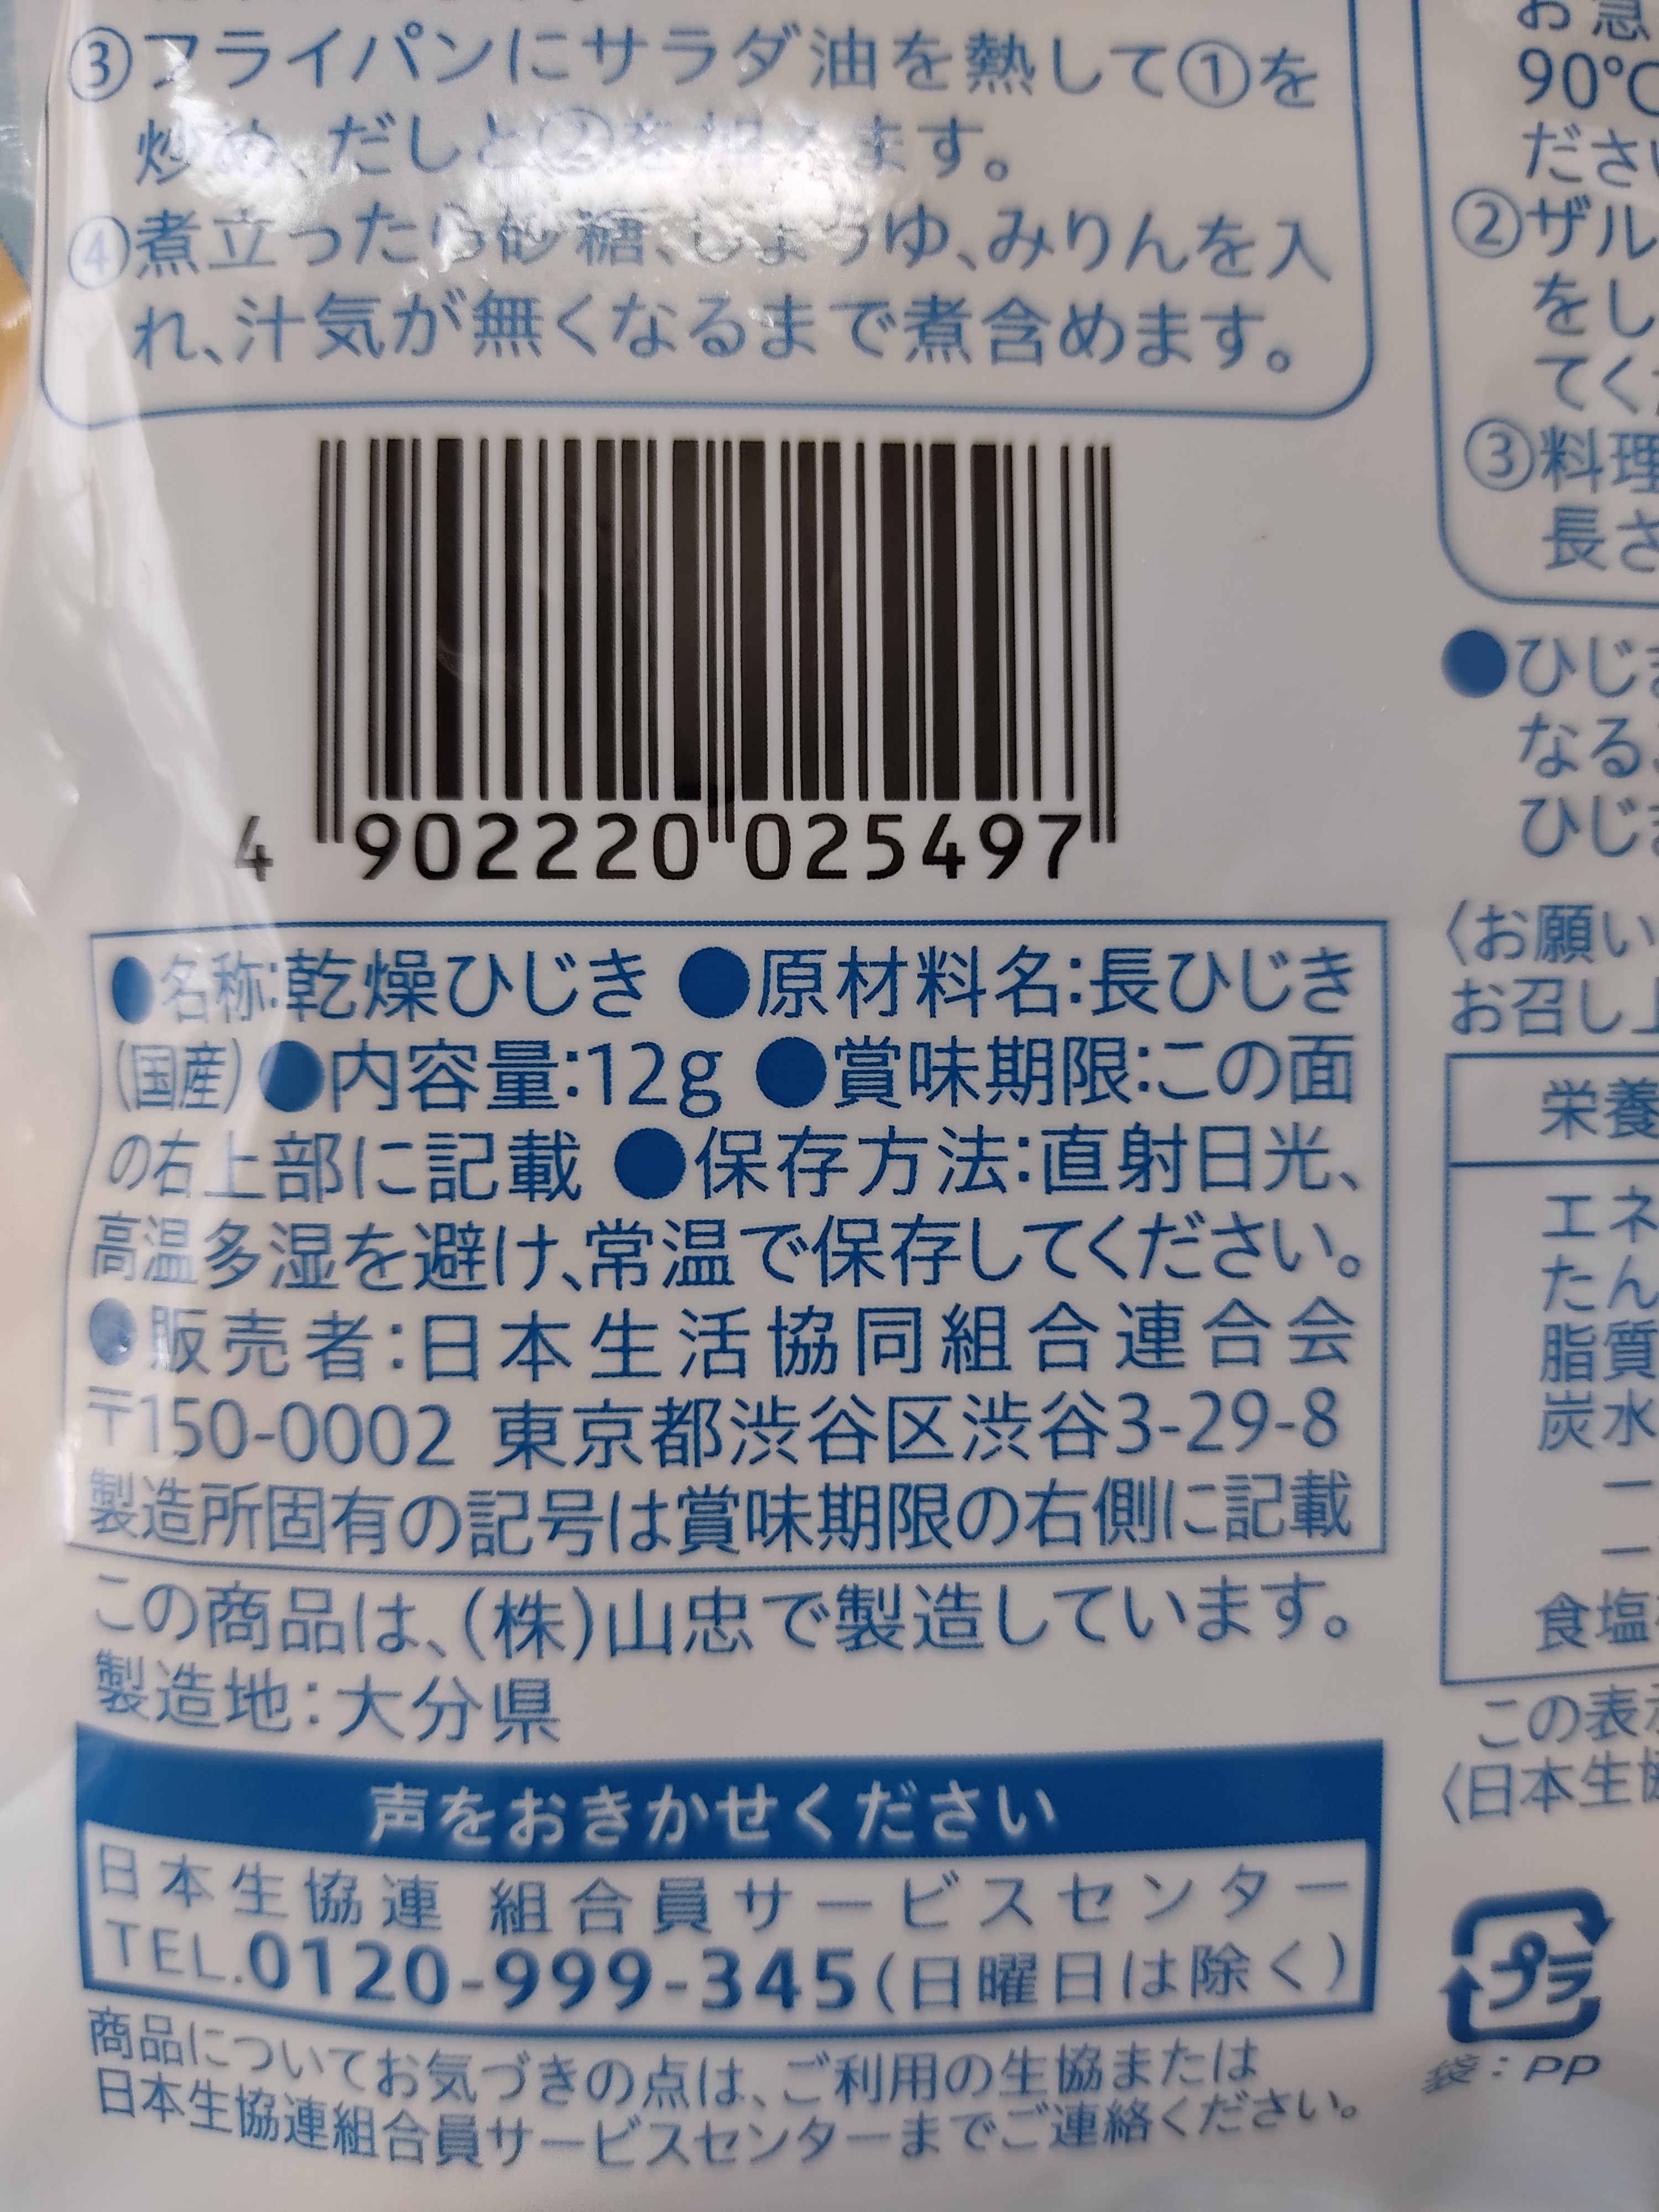 ③フライパンにサラダ油を熱して①を
炒め、だしと②を加えます。
④煮立ったら砂糖、しょうゆ、みりんを入
れ、汁気が無くなるまで煮含めます。
4 902220 025497
●名称:乾燥ひじき ●原材料名:長ひじき
(国産) ●内容量:12g ●賞味期限:この面
の右上部に記載 ●保存方法:直射日光、
高温多湿を避け、常温で保存してください。
●販売者:日本生活協同組合連合会
〒150-0002 東京都渋谷区渋谷3-29-8
製造所固有の記号は賞味期限の右側に記載
この商品は、(株)山忠で製造しています。
製造地:大分県
声をおきかせください
日本生協連 組合員サービスセンター
TEL.0120-999-345(日曜日は除く)
商品についてお気づきの点は、ご利用の生協または
日本生協連組合員サービスセンターまでご連絡ください。
お急
90℃
ださい
②ザル
をし
てくだ
③料理
長さ
●ひじき
なる
ひじき
〈お願い
お召し上
栄養
エネ
たん
脂質
炭水
食塩
この表示
〈日本生協
プラ
袋:PP